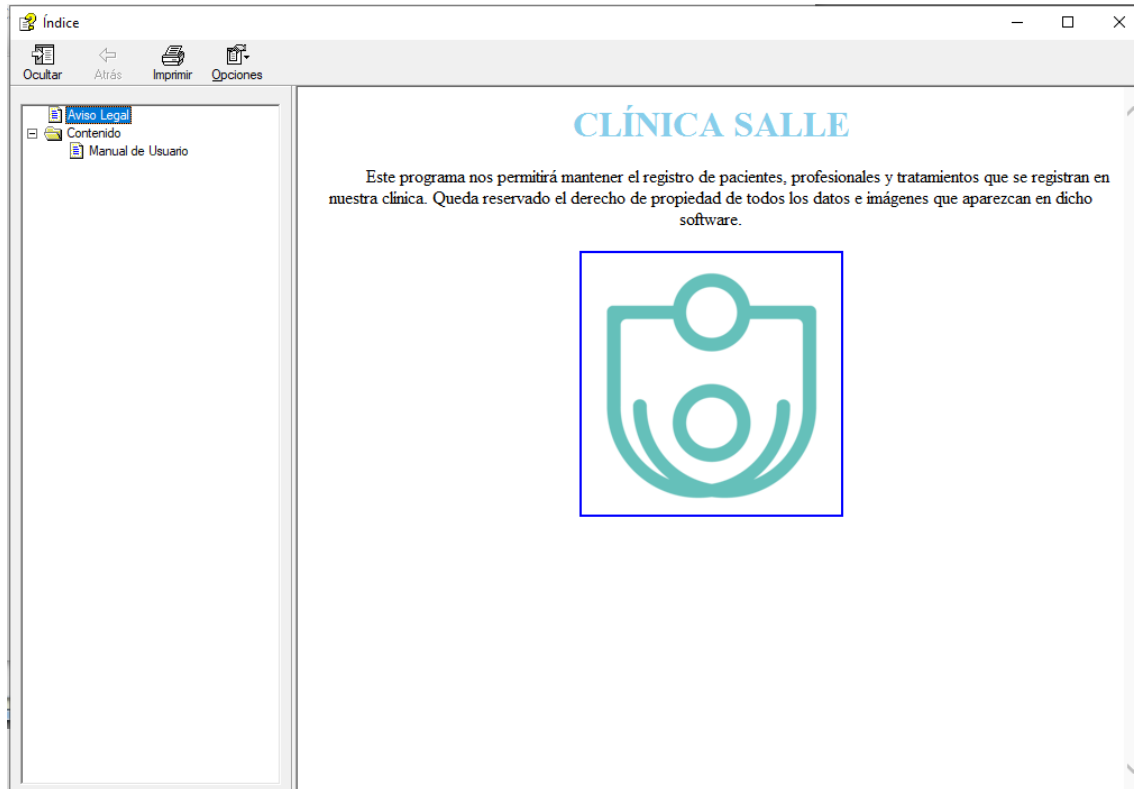 Índice
Ocultar Atrás Imprimir Opciones
Aviso Legal
Contenido
Manual de Usuario
CLÍNICA SALLE
Este programa nos permitirá mantener el registro de pacientes, profesionales y tratamientos que se registran en
nuestra clínica. Queda reservado el derecho de propiedad de todos los datos e imágenes que aparezcan en dicho
software.